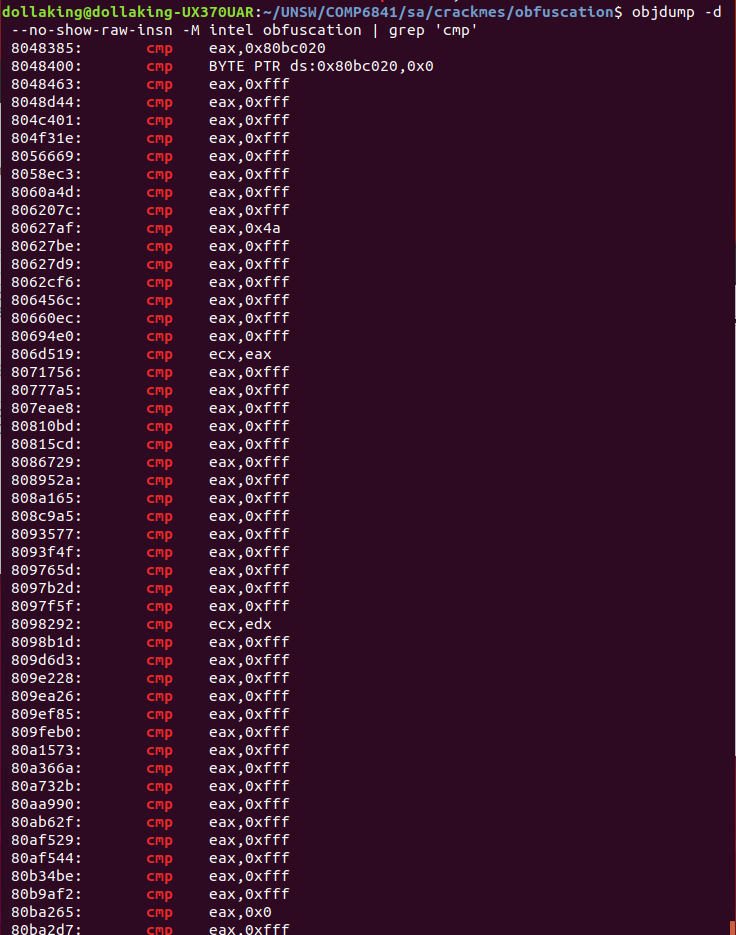 dollaking@dollaking-UX370UAR:~/UNSW/COMP6841/sa/crackmes/obfuscation$ objdump -d
--no-show-raw-insn -M intel obfuscation | grep 'cmp'
8048385: cmp eax,0x80bc020
8048400: cmp BYTE PTR ds:0x80bc020,0x0
8048463: cmp eax,0xfff
8048d44: cmp eax,0xfff
804c401: cmp eax,0xfff
804f31e: cmp eax,0xfff
8056669: cmp eax,0xfff
8058ec3: cmp eax,0xfff
8060a4d: cmp eax,0xfff
806207c: cmp eax,0xfff
80627af: cmp eax,0x4a
80627be: cmp eax,0xfff
80627d9: cmp eax,0xfff
8062cf6: cmp eax,0xfff
806456c: cmp eax,0xfff
80660ec: cmp eax,0xfff
80694e0: cmp eax,0xfff
806d519: cmp ecx,eax
8071756: cmp eax,0xfff
80777a5: cmp eax,0xfff
807eae8: cmp eax,0xfff
80810bd: cmp eax,0xfff
80815cd: cmp eax,0xfff
8086729: cmp eax,0xfff
808952a: cmp eax,0xfff
808a165: cmp eax,0xfff
808c9a5: cmp eax,0xfff
8093577: cmp eax,0xfff
8093f4f: cmp eax,0xfff
809765d: cmp eax,0xfff
8097b2d: cmp eax,0xfff
8097f5f: cmp eax,0xfff
8098292: cmp ecx,edx
8098b1d: cmp eax,0xfff
809d6d3: cmp eax,0xfff
809e228: cmp eax,0xfff
809ea26: cmp eax,0xfff
809ef85: cmp eax,0xfff
809feb0: cmp eax,0xfff
80a1573: cmp eax,0xfff
80a366a: cmp eax,0xfff
80a732b: cmp eax,0xfff
80aa990: cmp eax,0xfff
80ab62f: cmp eax,0xfff
80af529: cmp eax,0xfff
80af544: cmp eax,0xfff
80b34be: cmp eax,0xfff
80b9af2: cmp eax,0xfff
80ba265: cmp eax,0x0
80ba2d7: cmp eax,0xfff